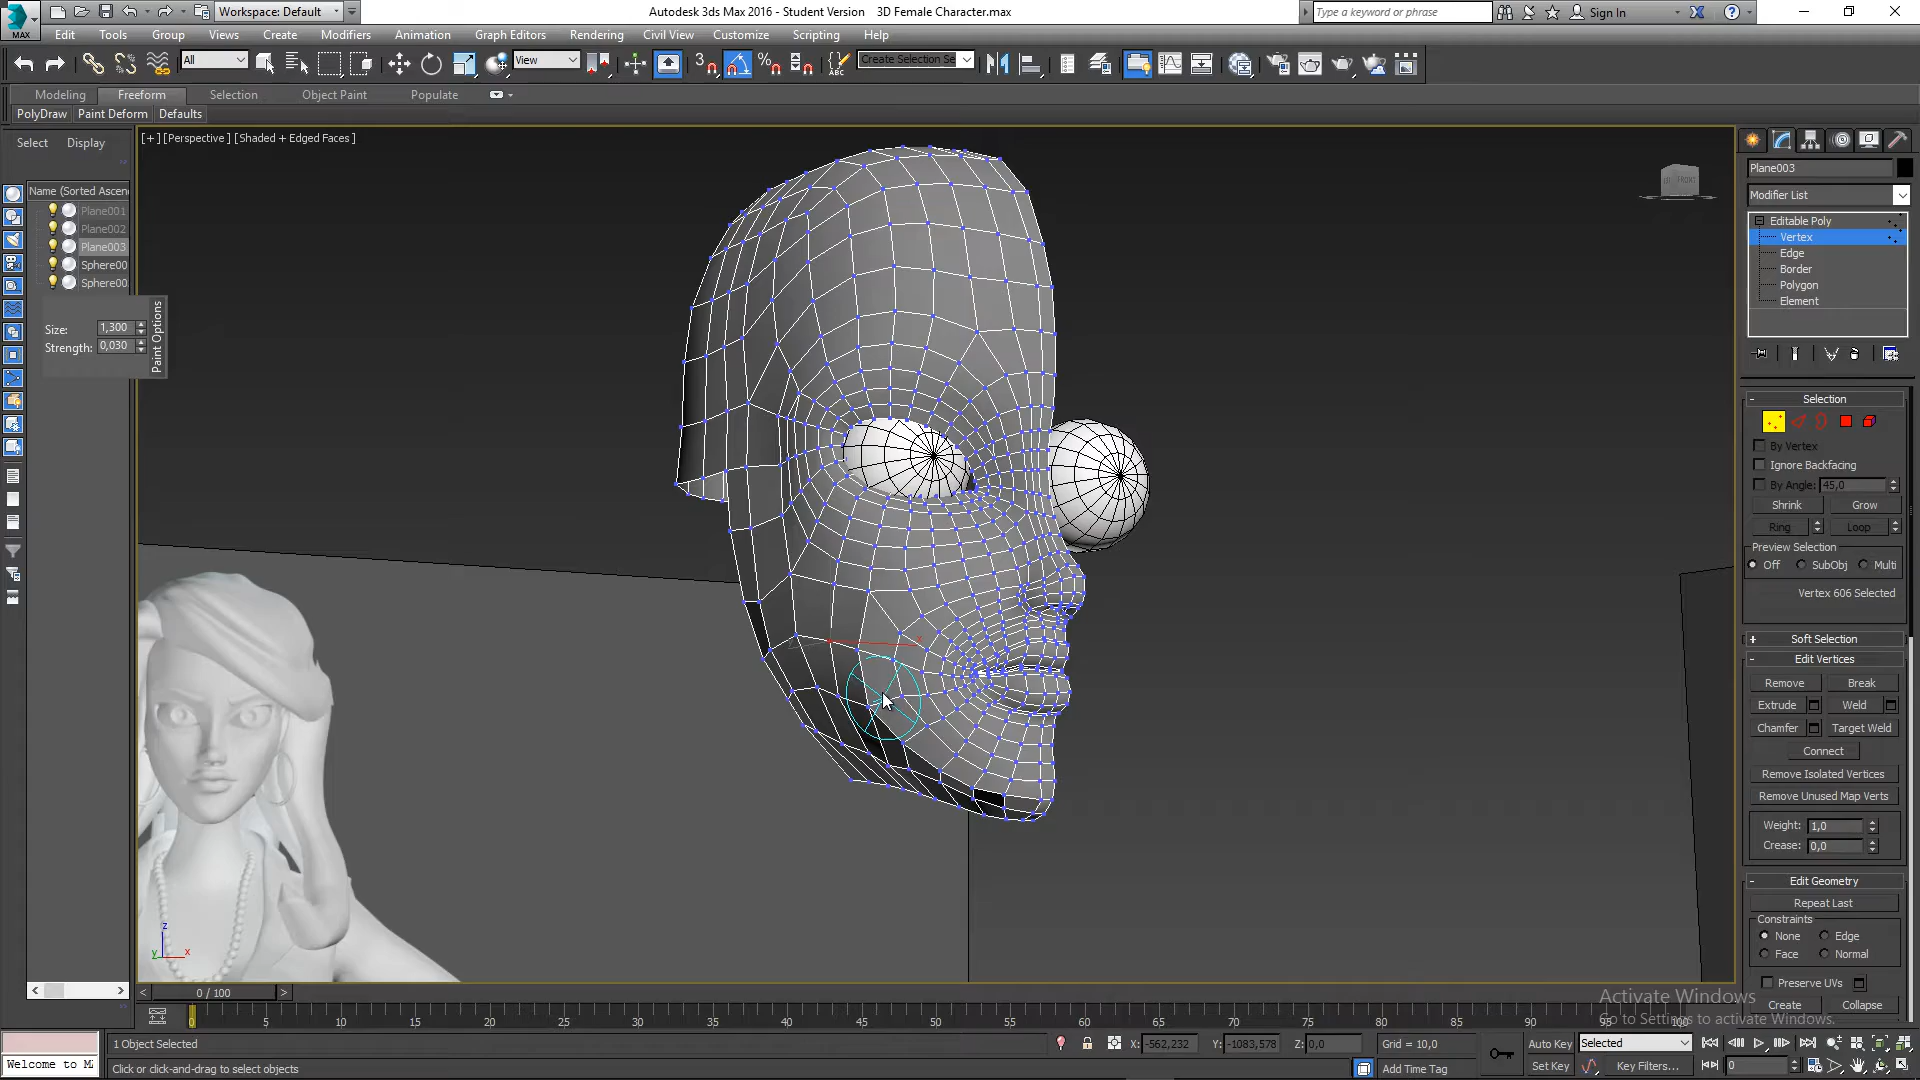 Workspace: Default
Autodesk 3ds Max 2016 - Student Version    3D Female Character.max
Type a keyword or phrase
Sign In
MAX
Edit
Tools
Group
Views
Create
Modifiers
Animation
Graph Editors
Rendering
Civil View
Customize
Scripting
Help
All
View
Create Selection Se
Modeling
Freeform
Selection
Object Paint
Populate
PolyDraw
Paint Deform
Defaults
Select
Display
[+] [Perspective] [Shaded + Edged Faces]
Name (Sorted Ascen
Plane001
Plane002
Plane003
Sphere00
Sphere00
Size: 1,300
Strength: 0,030
Paint Options
FRONT
Plane003
Modifier List
Editable Poly
Vertex
Edge
Border
Polygon
Element
Selection
By Vertex
Ignore Backfacing
By Angle: 45,0
Shrink
Grow
Ring
Loop
Preview Selection
Off
SubObj
Multi
Vertex 606 Selected
Soft Selection
Edit Vertices
Remove
Break
Extrude
Weld
Chamfer
Target Weld
Connect
Remove Isolated Vertices
Remove Unused Map Verts
Weight: 1,0
Crease: 0,0
Edit Geometry
Repeat Last
Constraints
None
Edge
Face
Normal
Preserve UVs
Create
Collapse
Activate Windows
Go to Settings to activate Windows.
x
z
y
x
0 / 100
0 5 10 15 20 25 30 35 40 45 50 55 60 65 70 75 80 85 90 95 100
1 Object Selected
X: -562,232
Y: -1083,578
Z: 0,0
Grid = 10,0
Auto Key
Selected
Welcome to M
Click or click-and-drag to select objects
Add Time Tag
Set Key
Key Filters...
0